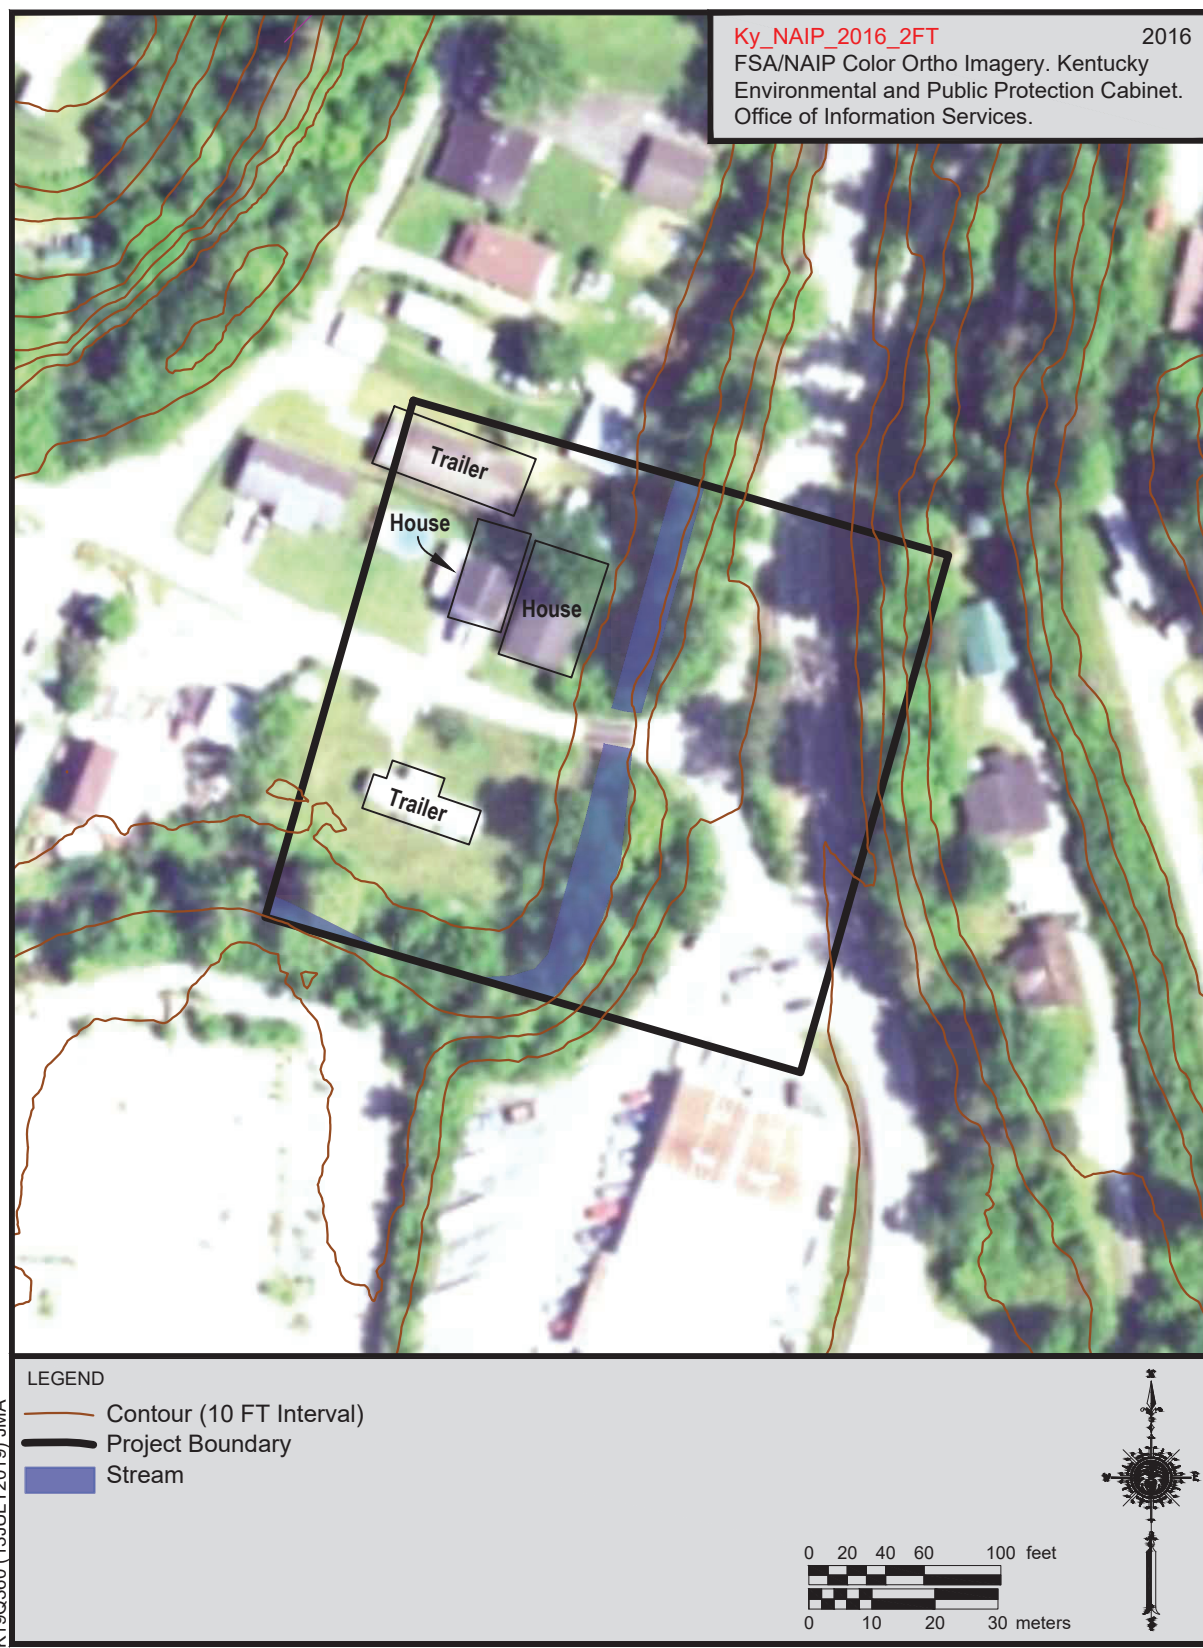 Ky_NAIP_2016_2FT 2016
FSA/NAIP Color Ortho Imagery. Kentucky
Environmental and Public Protection Cabinet.
Office of Information Services.
Trailer
House
House
Trailer
LEGEND
Contour (10 FT Interval)
Project Boundary
Stream
0 20 40 60 100 feet
0 10 20 30 meters